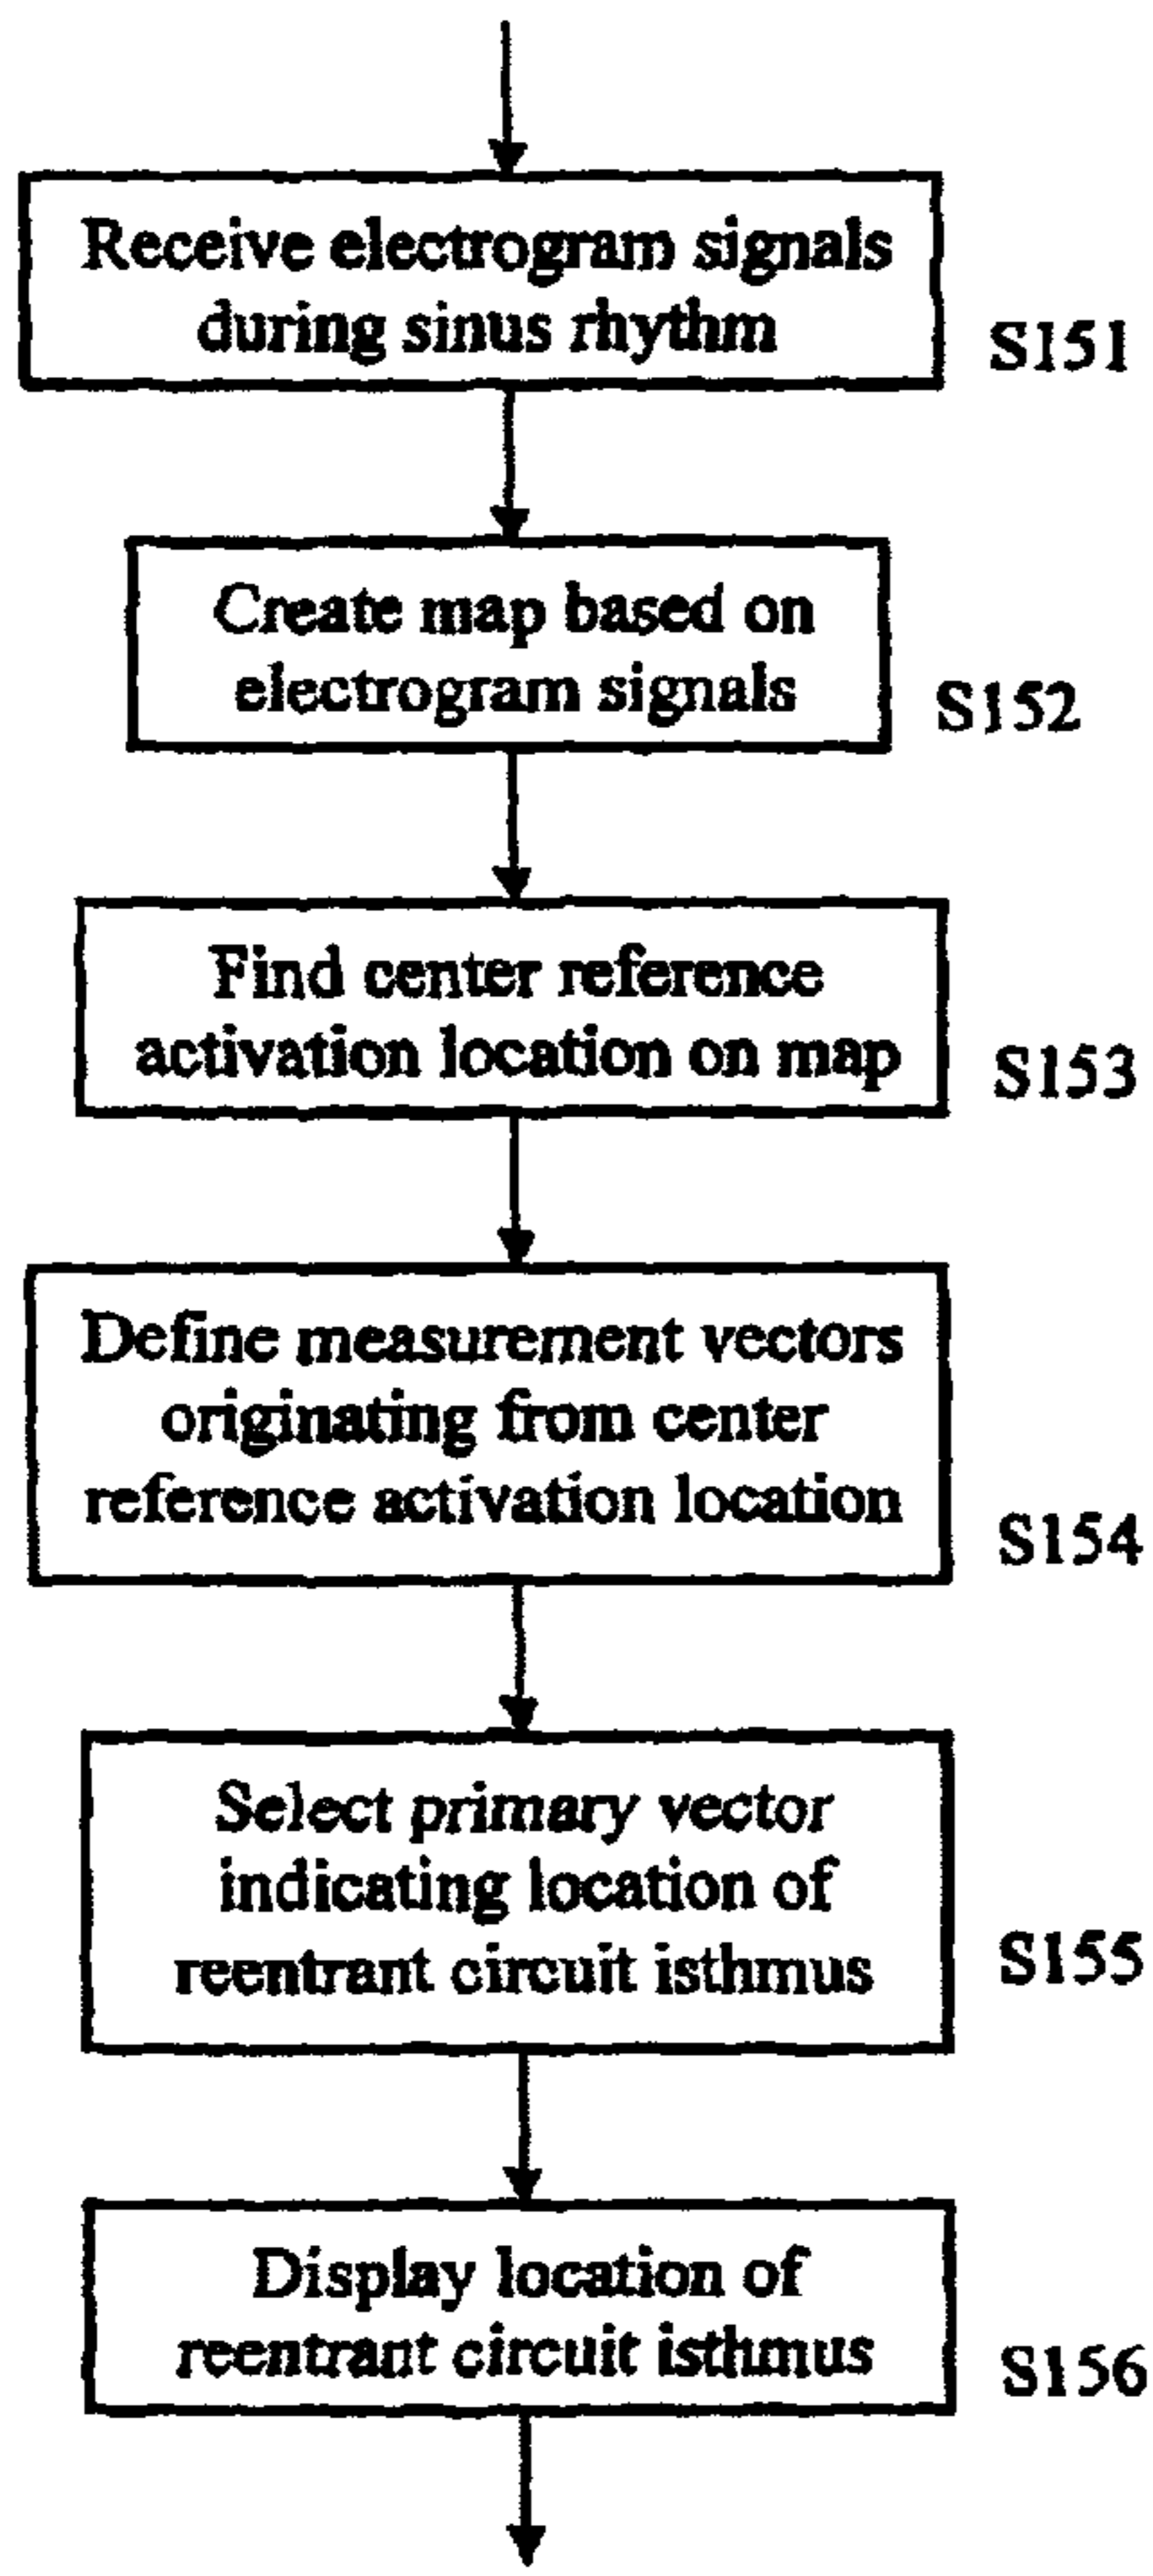 Receive electrogram signals
during sinus rhythm
S151
Create map based on
electrogram signals
S152
Find center reference
activation location on map
S153
Define measurement vectors
originating from center
reference activation location
S154
Select primary vector
indicating location of
reentrant circuit isthmus
S155
Display location of
reentrant circuit isthmus
S156